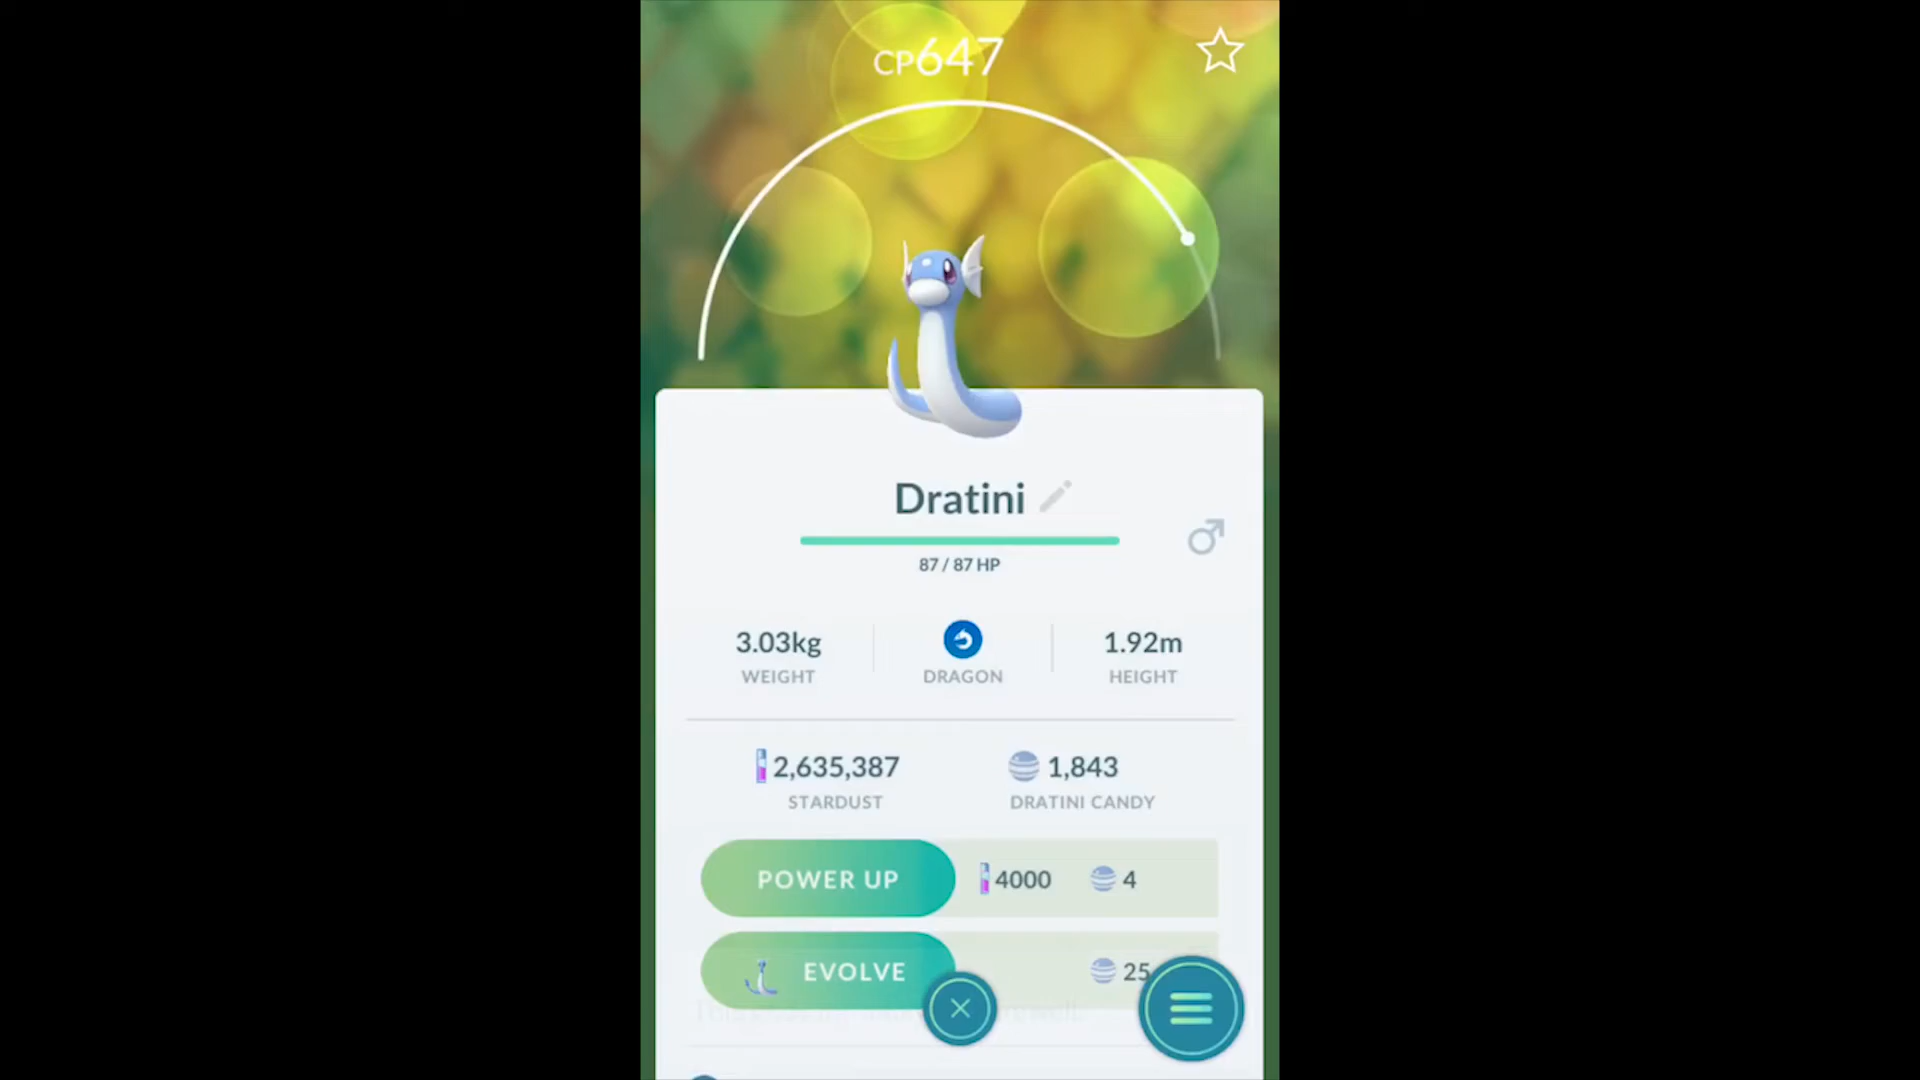 CP647
Dratini
87 / 87 HP
3.03kg
WEIGHT
DRAGON
1.92m
HEIGHT
2,635,387
STARDUST
1,843
DRATINI CANDY
POWER UP
4000
4
EVOLVE
25